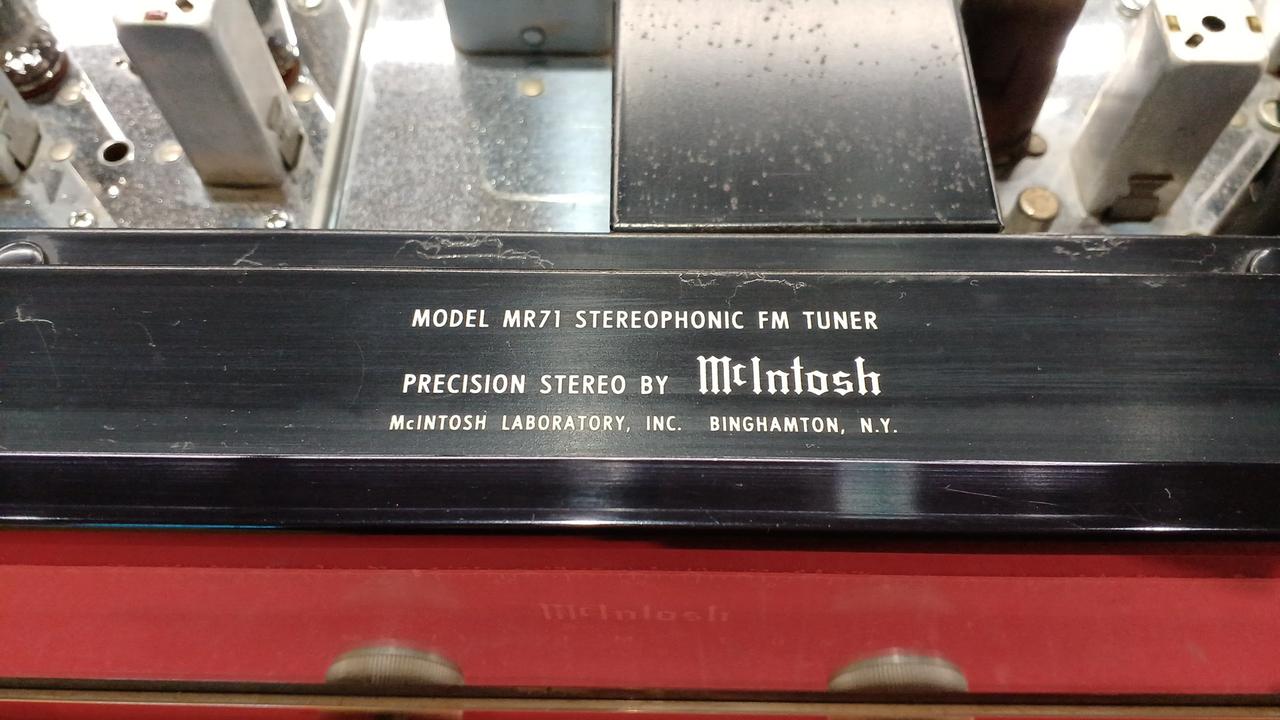 MODEL MR71 STEREOPHONIC FM TUNER
PRECISION STEREO BY McIntosh
McINTOSH LABORATORY, INC. BINGHAMTON, N.Y.
McIntosh